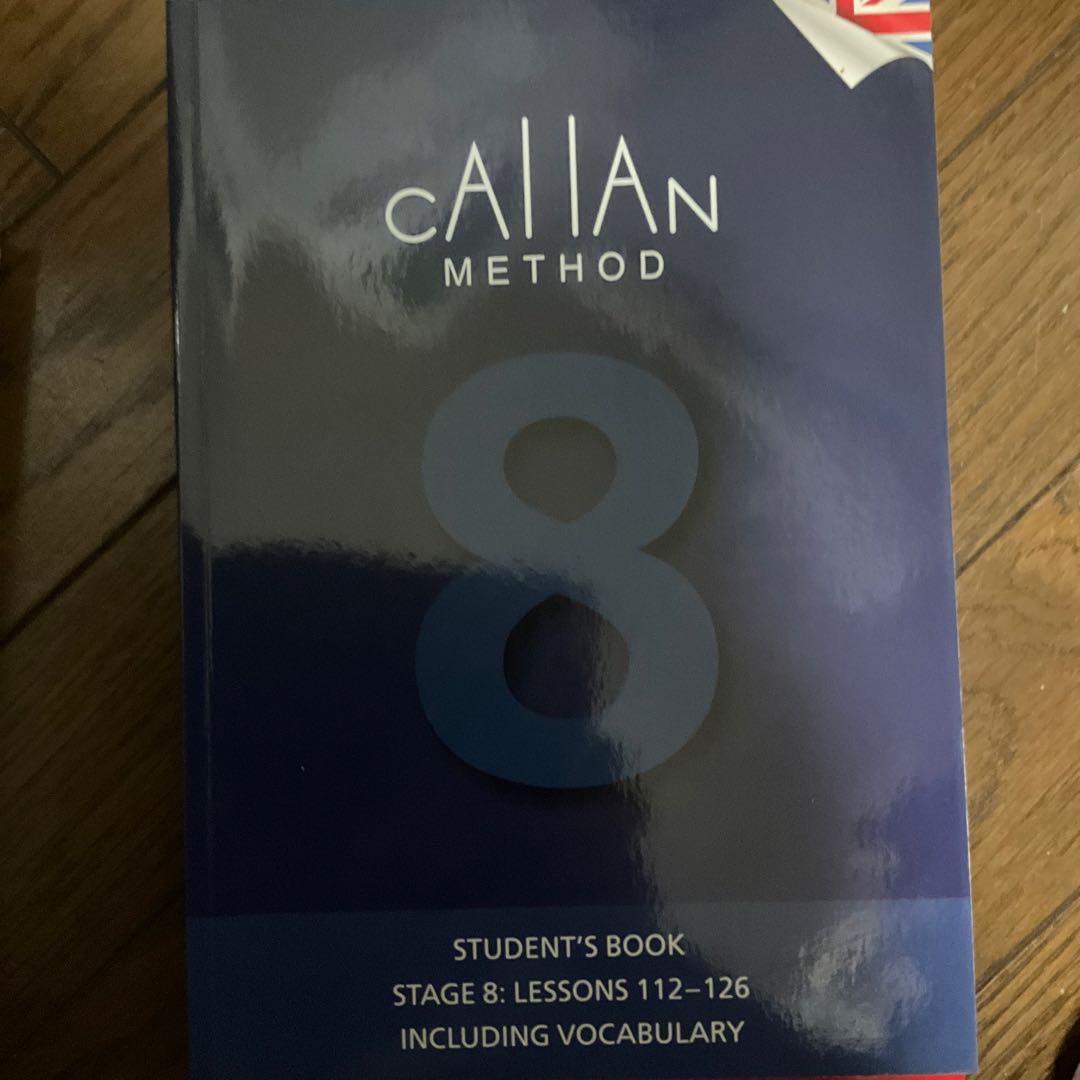 CALLAN
METHOD
8
STUDENT'S BOOK
STAGE 8: LESSONS 112–126
INCLUDING VOCABULARY